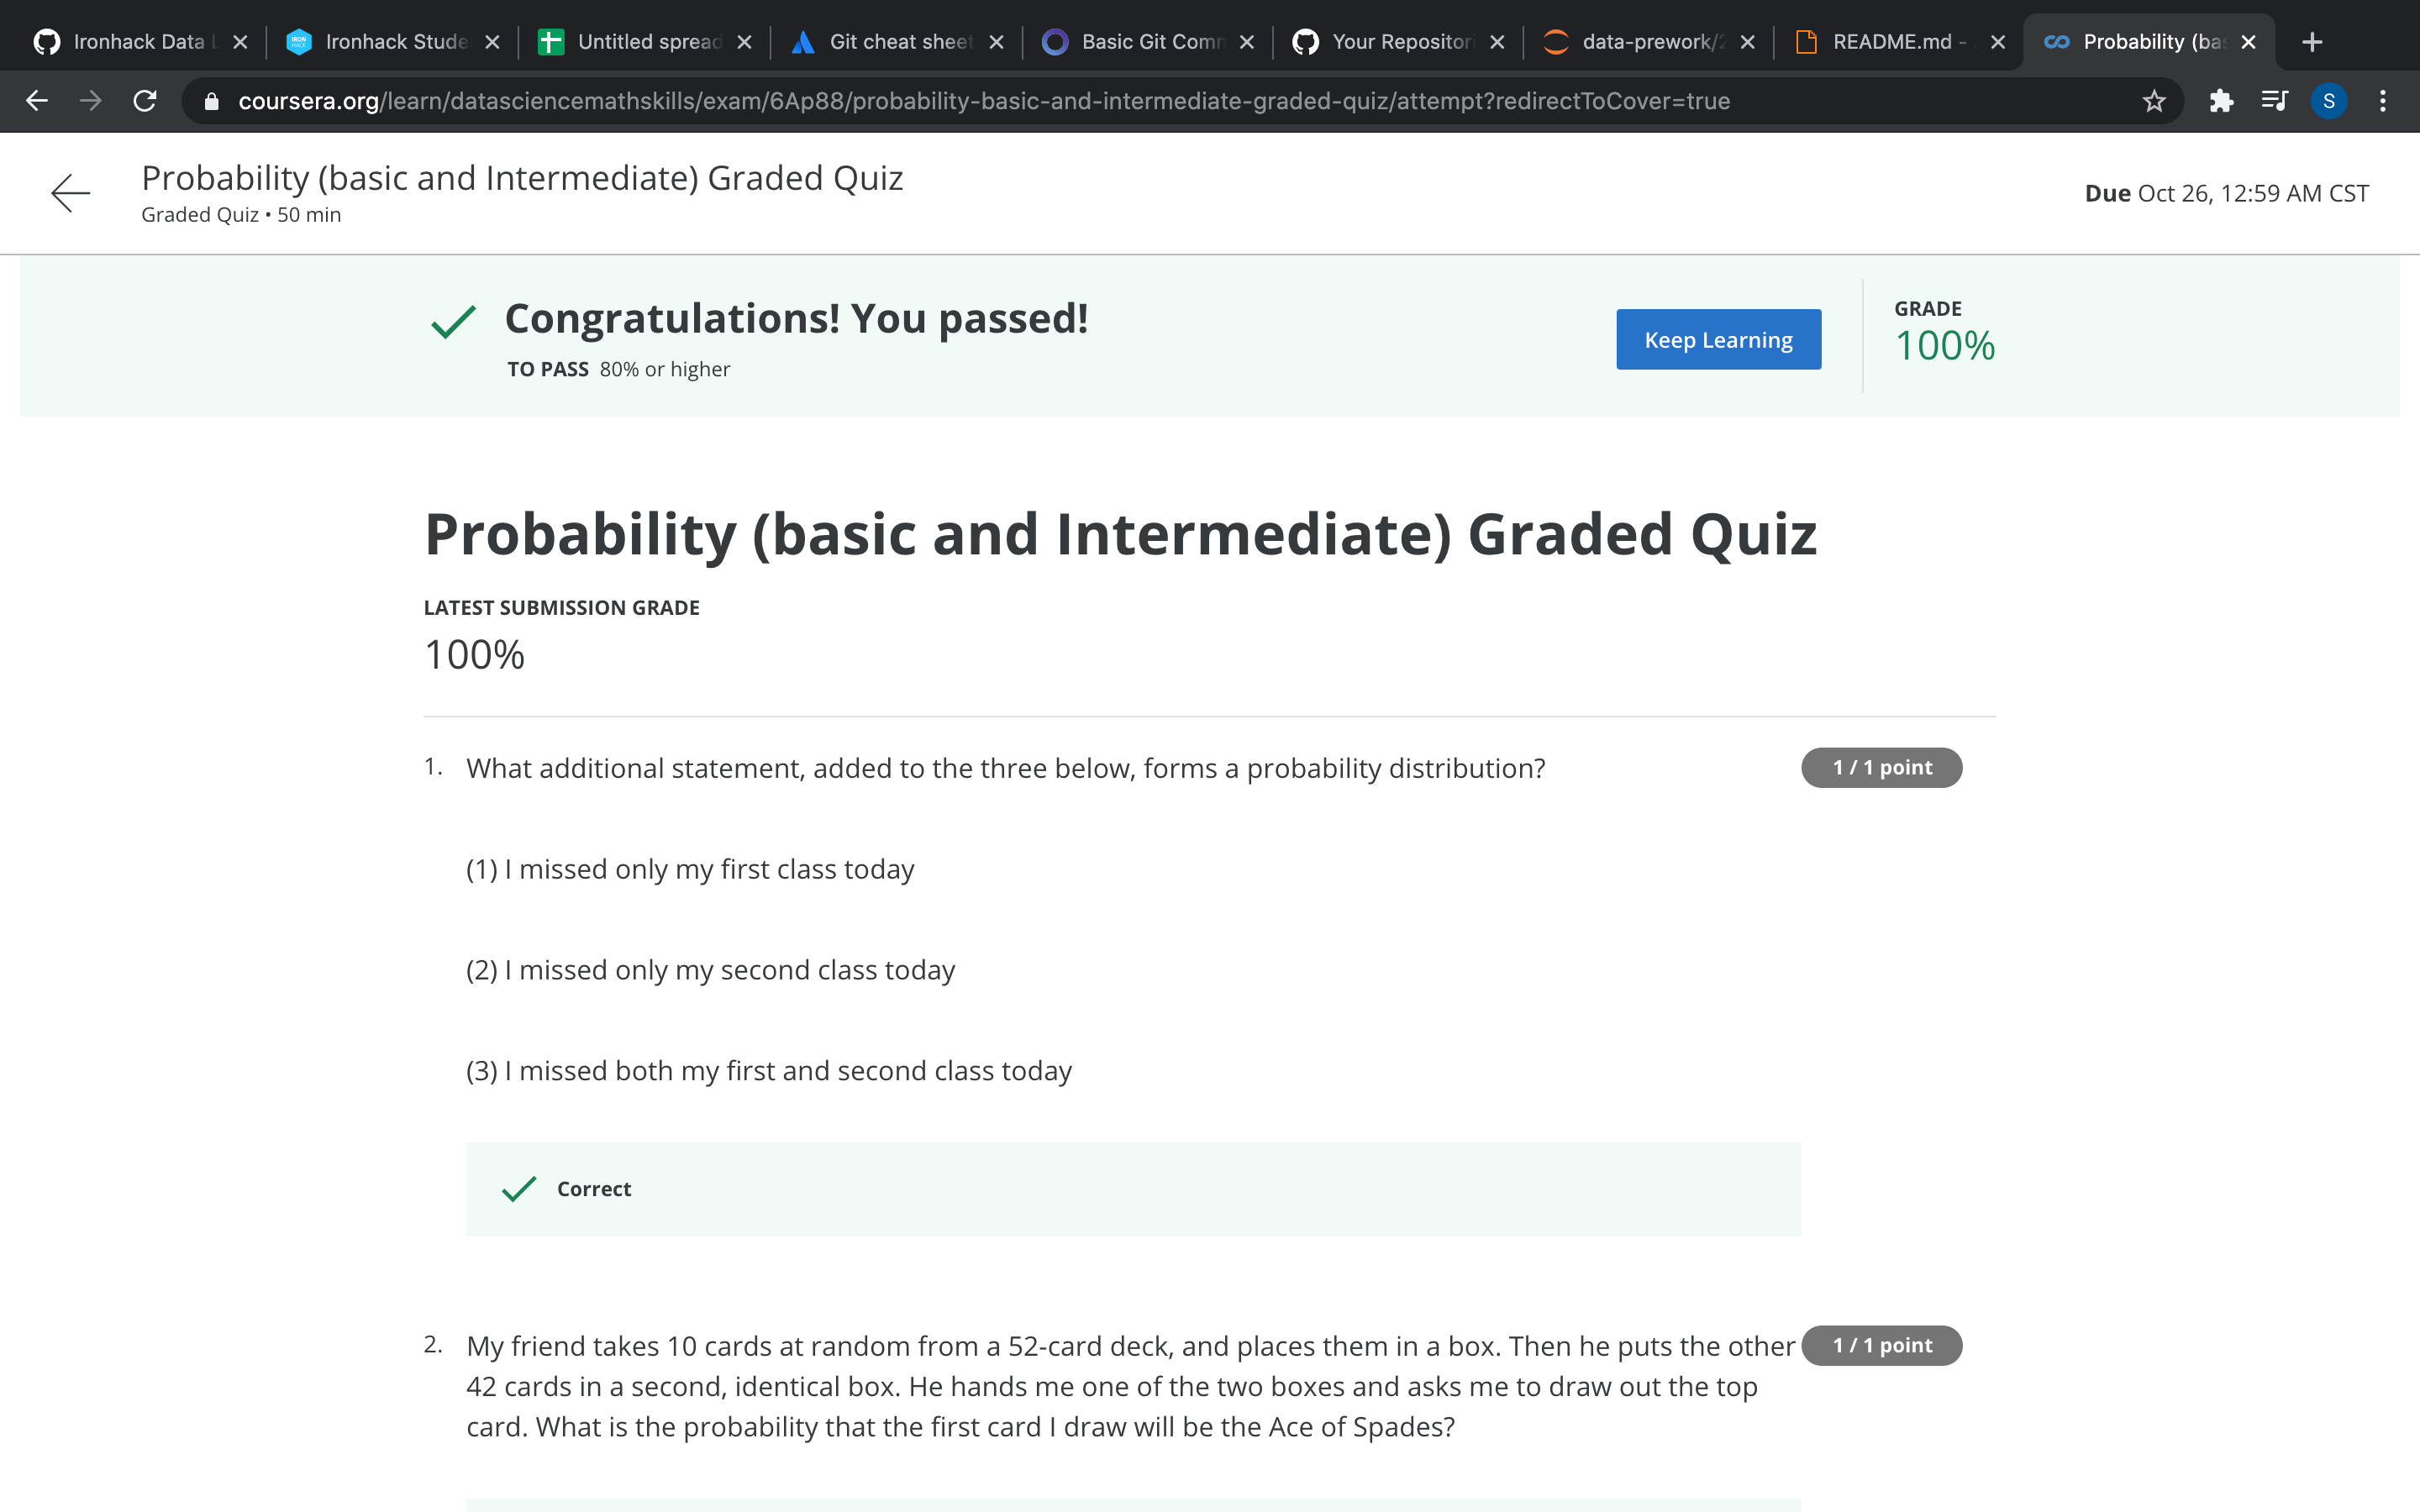 Ironhack Data L
Ironhack Stude
Untitled spread
Git cheat sheet
Basic Git Comm
Your Repositori
data-prework/2
README.md -
Probability (bas
coursera.org/learn/datasciencemathskills/exam/6Ap88/probability-basic-and-intermediate-graded-quiz/attempt?redirectToCover=true
S
Probability (basic and Intermediate) Graded Quiz
Graded Quiz • 50 min
Due Oct 26, 12:59 AM CST
Congratulations! You passed!
TO PASS 80% or higher
Keep Learning
GRADE
100%
Probability (basic and Intermediate) Graded Quiz
LATEST SUBMISSION GRADE
100%
1. What additional statement, added to the three below, forms a probability distribution?
1 / 1 point
(1) I missed only my first class today
(2) I missed only my second class today
(3) I missed both my first and second class today
Correct
2. My friend takes 10 cards at random from a 52-card deck, and places them in a box. Then he puts the other
1 / 1 point
42 cards in a second, identical box. He hands me one of the two boxes and asks me to draw out the top
card. What is the probability that the first card I draw will be the Ace of Spades?